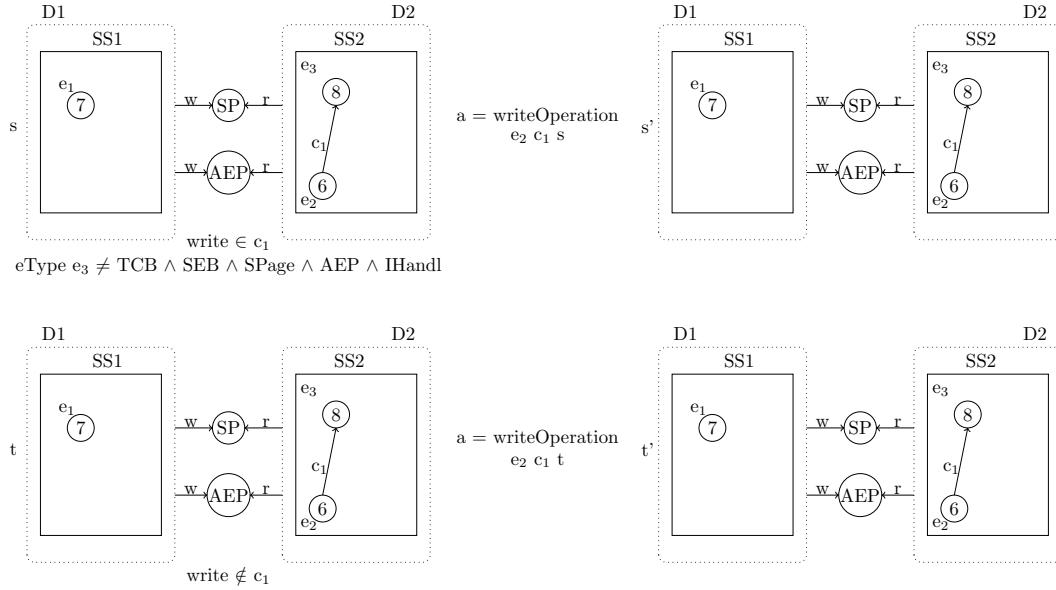 D1
D2
D1
D2
SS1
SS2
SS1
SS2
s
e₁
7
w
SP
r
e₃
8
c₁
w
AEP
r
6
e₂
a = writeOperation
e₂ c₁ s
s'
e₁
7
w
SP
r
e₃
8
c₁
w
AEP
r
6
e₂
write ∈ c₁
eType e₃ ≠ TCB ∧ SEB ∧ SPage ∧ AEP ∧ IHandl
D1
D2
D1
D2
SS1
SS2
SS1
SS2
t
e₁
7
w
SP
r
e₃
8
c₁
w
AEP
r
6
e₂
a = writeOperation
e₂ c₁ t
t'
e₁
7
w
SP
r
e₃
8
c₁
w
AEP
r
6
e₂
write ∉ c₁